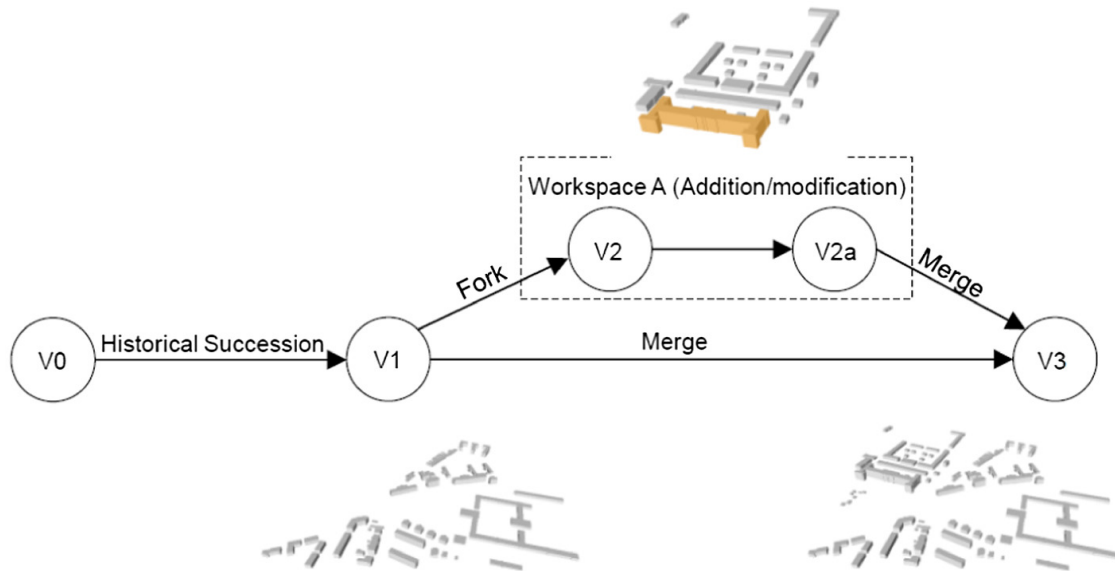 Workspace A (Addition/modification)
V2
V2a
Fork
Merge
Historical Succession
Merge
V0
V1
V3